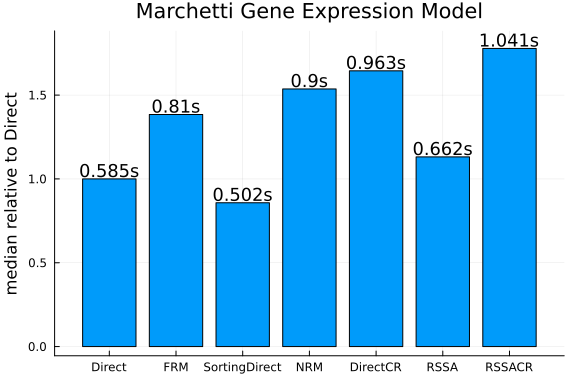 Marchetti Gene Expression Model
median relative to Direct
1.5
1.0
0.5
0.0
0.585s
0.81s
0.502s
0.9s
0.963s
0.662s
1.041s
Direct FRM SortingDirect NRM DirectCR RSSA RSSACR